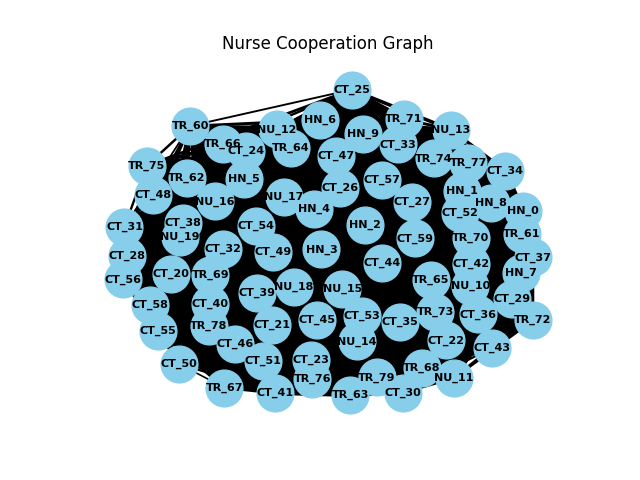 Nurse Cooperation Graph
CT_25
HN_6
TR_71
TR_60
NU_12
HN_9
NU_13
TR_66
CT_24
TR_64
CT_33
CT_47
TR_74
TR_77
TR_75
CT_34
TR_62
HN_5
CT_57
CT_26
HN_1
CT_48
NU_16
NU_17
CT_27
HN_8
HN_4
CT_52
HN_0
CT_31
CT_38
CT_54
HN_2
NU_19
CT_59
TR_70
TR_61
CT_28
CT_32
CT_49
HN_3
CT_37
CT_44
CT_42
CT_56
CT_20
TR_69
HN_7
TR_65
NU_10
NU_18
NU_15
CT_39
CT_29
CT_58
CT_40
CT_53
TR_73
CT_36
TR_72
CT_55
TR_78
CT_21
CT_45
CT_35
CT_46
NU_14
CT_22
CT_43
CT_50
CT_51
CT_23
TR_68
TR_76
TR_79
NU_11
TR_67
CT_41
TR_63
CT_30